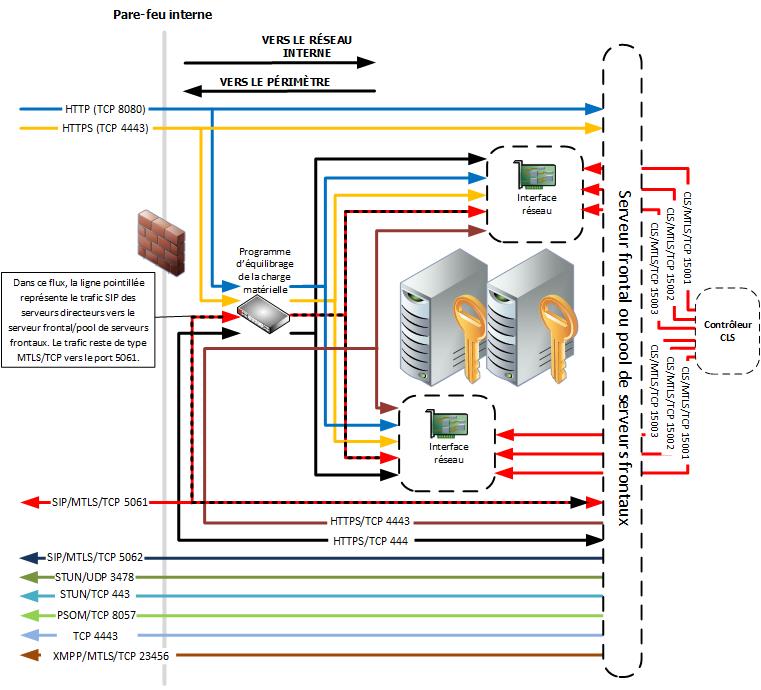 Pare-feu interne
VERS LE RÉSEAU
INTERNE
VERS LE PÉRIMÈTRE
HTTP (TCP 8080)
HTTPS (TCP 4443)
Interface
réseau
Programme
d'équilibrage
de la charge
matérielle
Dans ce flux, la ligne pointillée
représente le trafic SIP des
serveurs directeurs vers le
serveur frontal/pool de serveurs
frontaux. Le trafic reste de type
MTLS/TCP vers le port 5061.
Serveur frontal ou pool de serveurs frontaux
CLS/MTLS/TCP 15001
CLS/MTLS/TCP 15002
CLS/MTLS/TCP 15003
Contrôleur
CLS
CLS/MTLS/TCP 15003
CLS/MTLS/TCP 15002
CLS/MTLS/TCP 15001
Interface
réseau
SIP/MTLS/TCP 5061
HTTPS/TCP 4443
HTTPS/TCP 444
SIP/MTLS/TCP 5062
STUN/UDP 3478
STUN/TCP 443
PSOM/TCP 8057
TCP 4443
XMPP/MTLS/TCP 23456